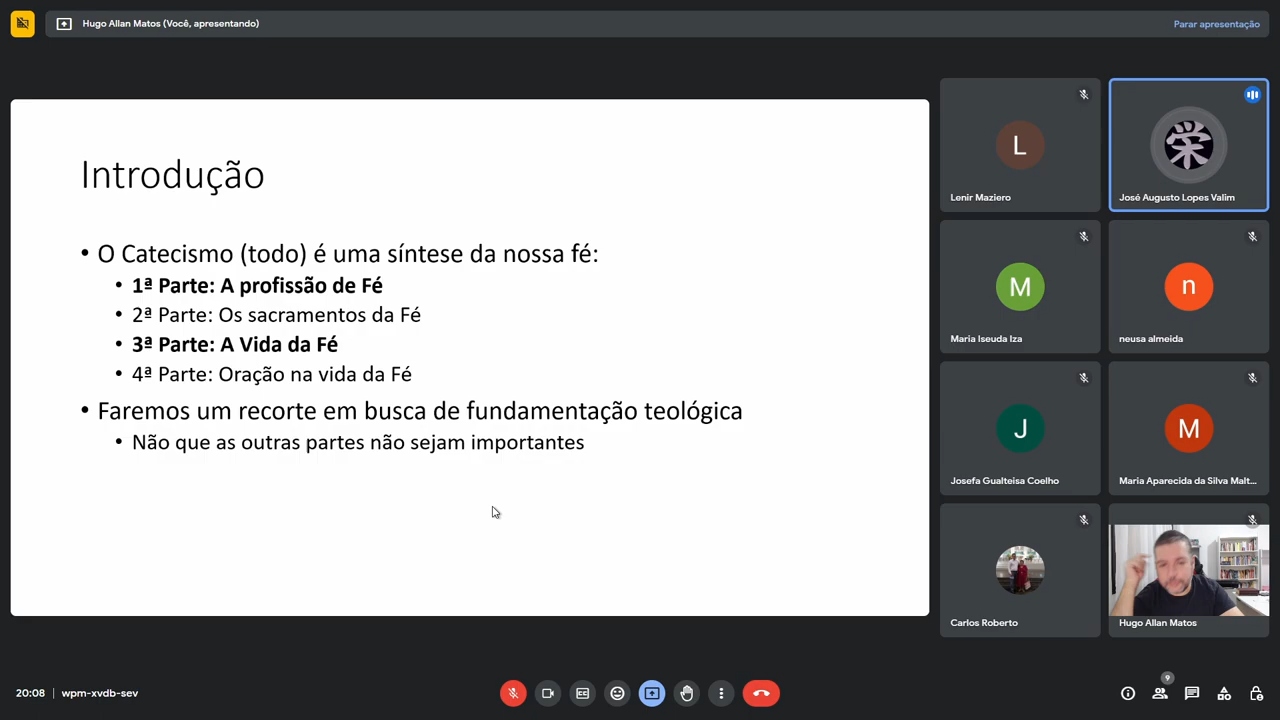 Hugo Allan Matos (Você, apresentando)
Parar apresentação
Introdução
• O Catecismo (todo) é uma síntese da nossa fé:
• 1ª Parte: A profissão de Fé
• 2ª Parte: Os sacramentos da Fé
• 3ª Parte: A Vida da Fé
• 4ª Parte: Oração na vida da Fé
• Faremos um recorte em busca de fundamentação teológica
• Não que as outras partes não sejam importantes
L
Lenir Maziero
栄
José Augusto Lopes Valim
M
Maria Iseuda Iza
n
neusa almeida
J
Josefa Gualteisa Coelho
M
Maria Aparecida da Silva Malt...
Carlos Roberto
Hugo Allan Matos
20:08 | wpm-xvdb-sev
9